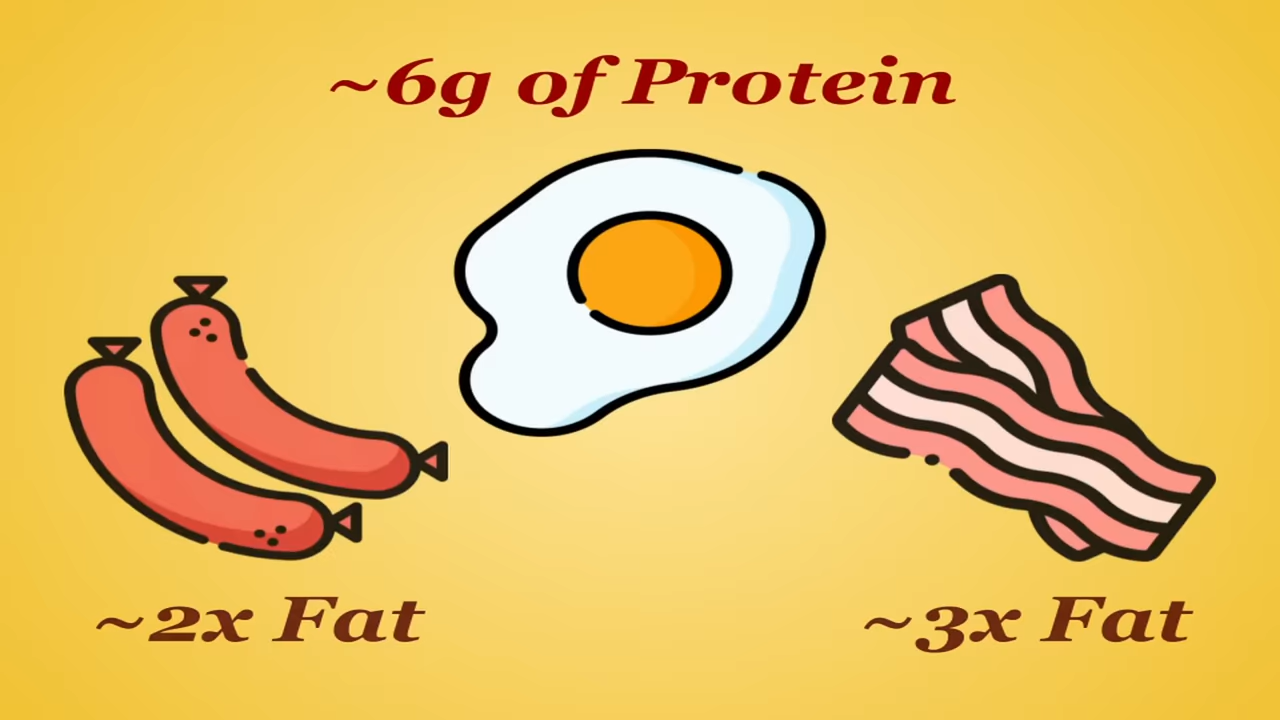 ~6g of Protein
~2x Fat
~3x Fat